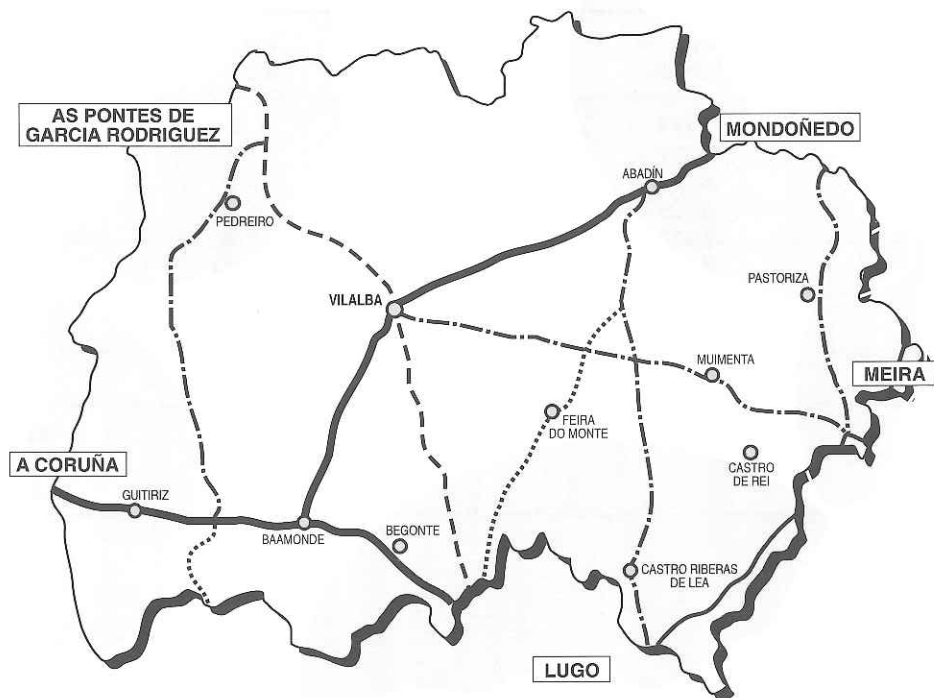 AS PONTES DE
GARCIA RODRIGUEZ
MONDOÑEDO
ABADÍN
PEDREIRO
PASTORIZA
VILALBA
MUIMENTA
MEIRA
FEIRA
DO MONTE
A CORUÑA
CASTRO
DE REI
GUITIRIZ
BAAMONDE
BEGONTE
CASTRO RIBERAS
DE LEA
LUGO